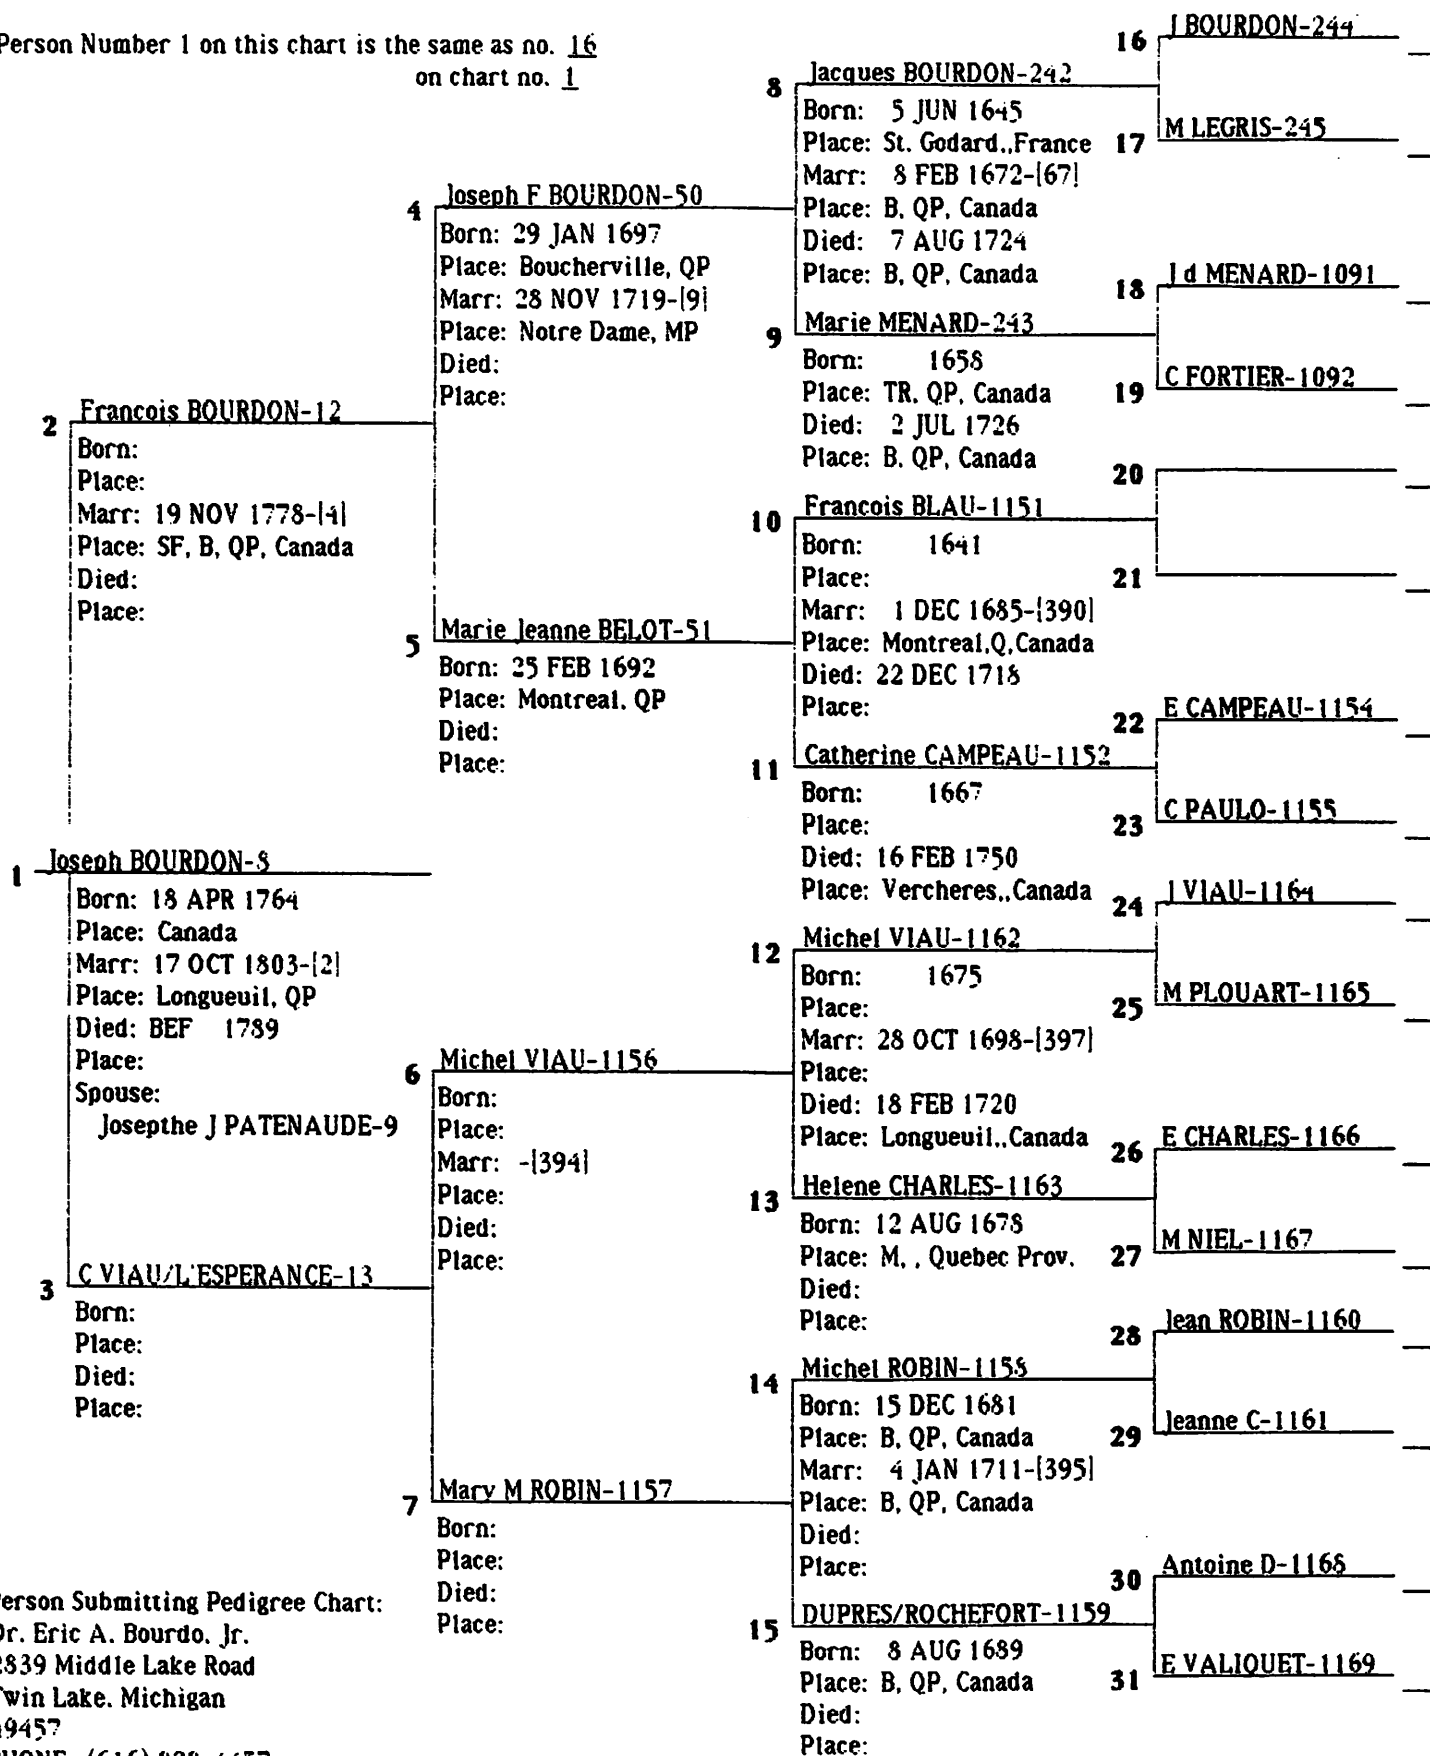 Person Number 1 on this chart is the same as no. 16
on chart no. 1
1
Joseph BOURDON-8
Born: 18 APR 1764
Place: Canada
Marr: 17 OCT 1803-[2]
Place: Longueuil, QP
Died: BEF 1789
Place:
Spouse:
Josepthe J PATENAUDE-9
2
Francois BOURDON-12
Born:
Place:
Marr: 19 NOV 1778-[4]
Place: SF, B, QP, Canada
Died:
Place:
3
C VIAU/L'ESPERANCE-13
Born:
Place:
Died:
Place:
4
Joseph F BOURDON-50
Born: 29 JAN 1697
Place: Boucherville, QP
Marr: 28 NOV 1719-[9]
Place: Notre Dame, MP
Died:
Place:
5
Marie Jeanne BELOT-51
Born: 25 FEB 1692
Place: Montreal, QP
Died:
Place:
6
Michel VIAU-1156
Born:
Place:
Marr: -[394]
Place:
Died:
Place:
7
Mary M ROBIN-1157
Born:
Place:
Died:
Place:
8
Jacques BOURDON-242
Born: 5 JUN 1645
Place: St. Godard,,France
Marr: 8 FEB 1672-[67]
Place: B, QP, Canada
Died: 7 AUG 1724
Place: B, QP, Canada
9
Marie MENARD-243
Born: 1658
Place: TR, QP, Canada
Died: 2 JUL 1726
Place: B, QP, Canada
10
Francois BLAU-1151
Born: 1641
Place:
Marr: 1 DEC 1685-[390]
Place: Montreal,Q,Canada
Died: 22 DEC 1718
Place:
11
Catherine CAMPEAU-1152
Born: 1667
Place:
Died: 16 FEB 1750
Place: Vercheres,,Canada
12
Michel VIAU-1162
Born: 1675
Place:
Marr: 28 OCT 1698-[397]
Place:
Died: 18 FEB 1720
Place: Longueuil,,Canada
13
Helene CHARLES-1163
Born: 12 AUG 1678
Place: M, , Quebec Prov.
Died:
Place:
14
Michel ROBIN-1158
Born: 15 DEC 1681
Place: B, QP, Canada
Marr: 4 JAN 1711-[395]
Place: B, QP, Canada
Died:
Place:
15
DUPRES/ROCHEFORT-1159
Born: 8 AUG 1689
Place: B, QP, Canada
Died:
Place:
16
J BOURDON-244
17
M LEGRIS-245
18
J d MENARD-1091
19
C FORTIER-1092
20
21
22
E CAMPEAU-1154
23
C PAULO-1155
24
J VIAU-1164
25
M PLOUART-1165
26
E CHARLES-1166
27
M NIEL-1167
28
Jean ROBIN-1160
29
Jeanne C-1161
30
Antoine D-1168
31
E VALIQUET-1169
Person Submitting Pedigree Chart:
Dr. Eric A. Bourdo, Jr.
2839 Middle Lake Road
Twin Lake, Michigan
49457